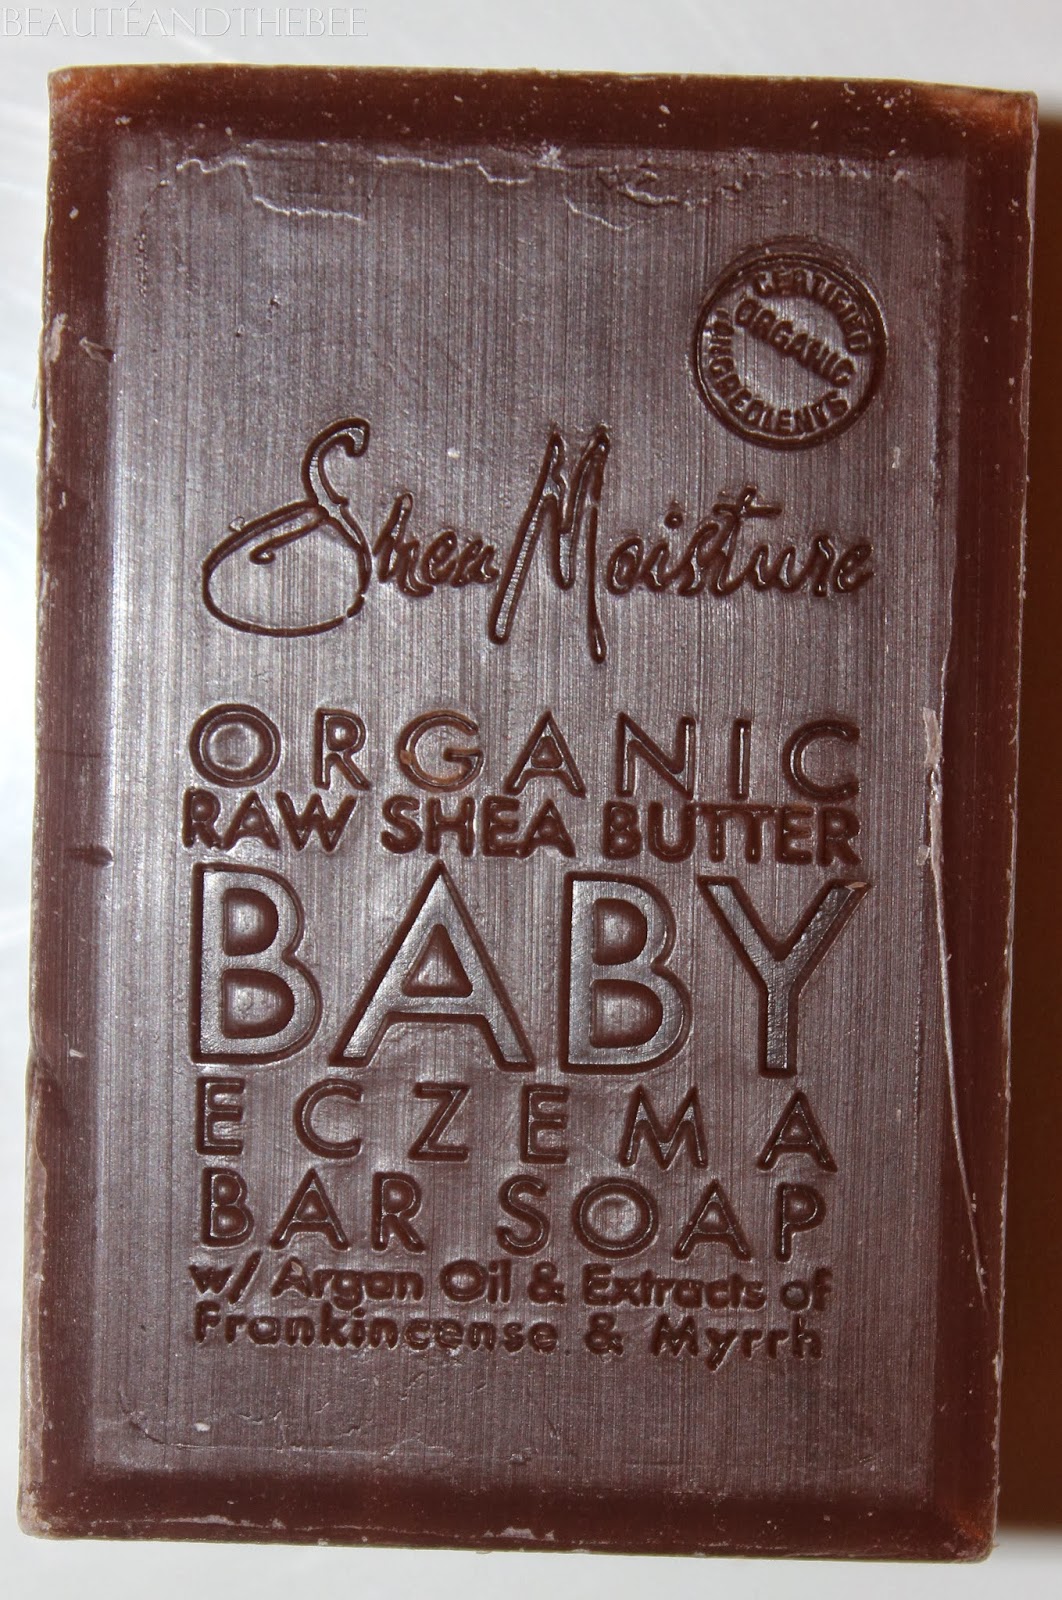 BEAUTÉANDTHEBEE
CERTIFIED
ORGANIC
INGREDIENTS
SheaMoisture
ORGANIC
RAW SHEA BUTTER
BABY
ECZEMA
BAR SOAP
w/ Argan Oil & Extracts of
Frankincense & Myrrh